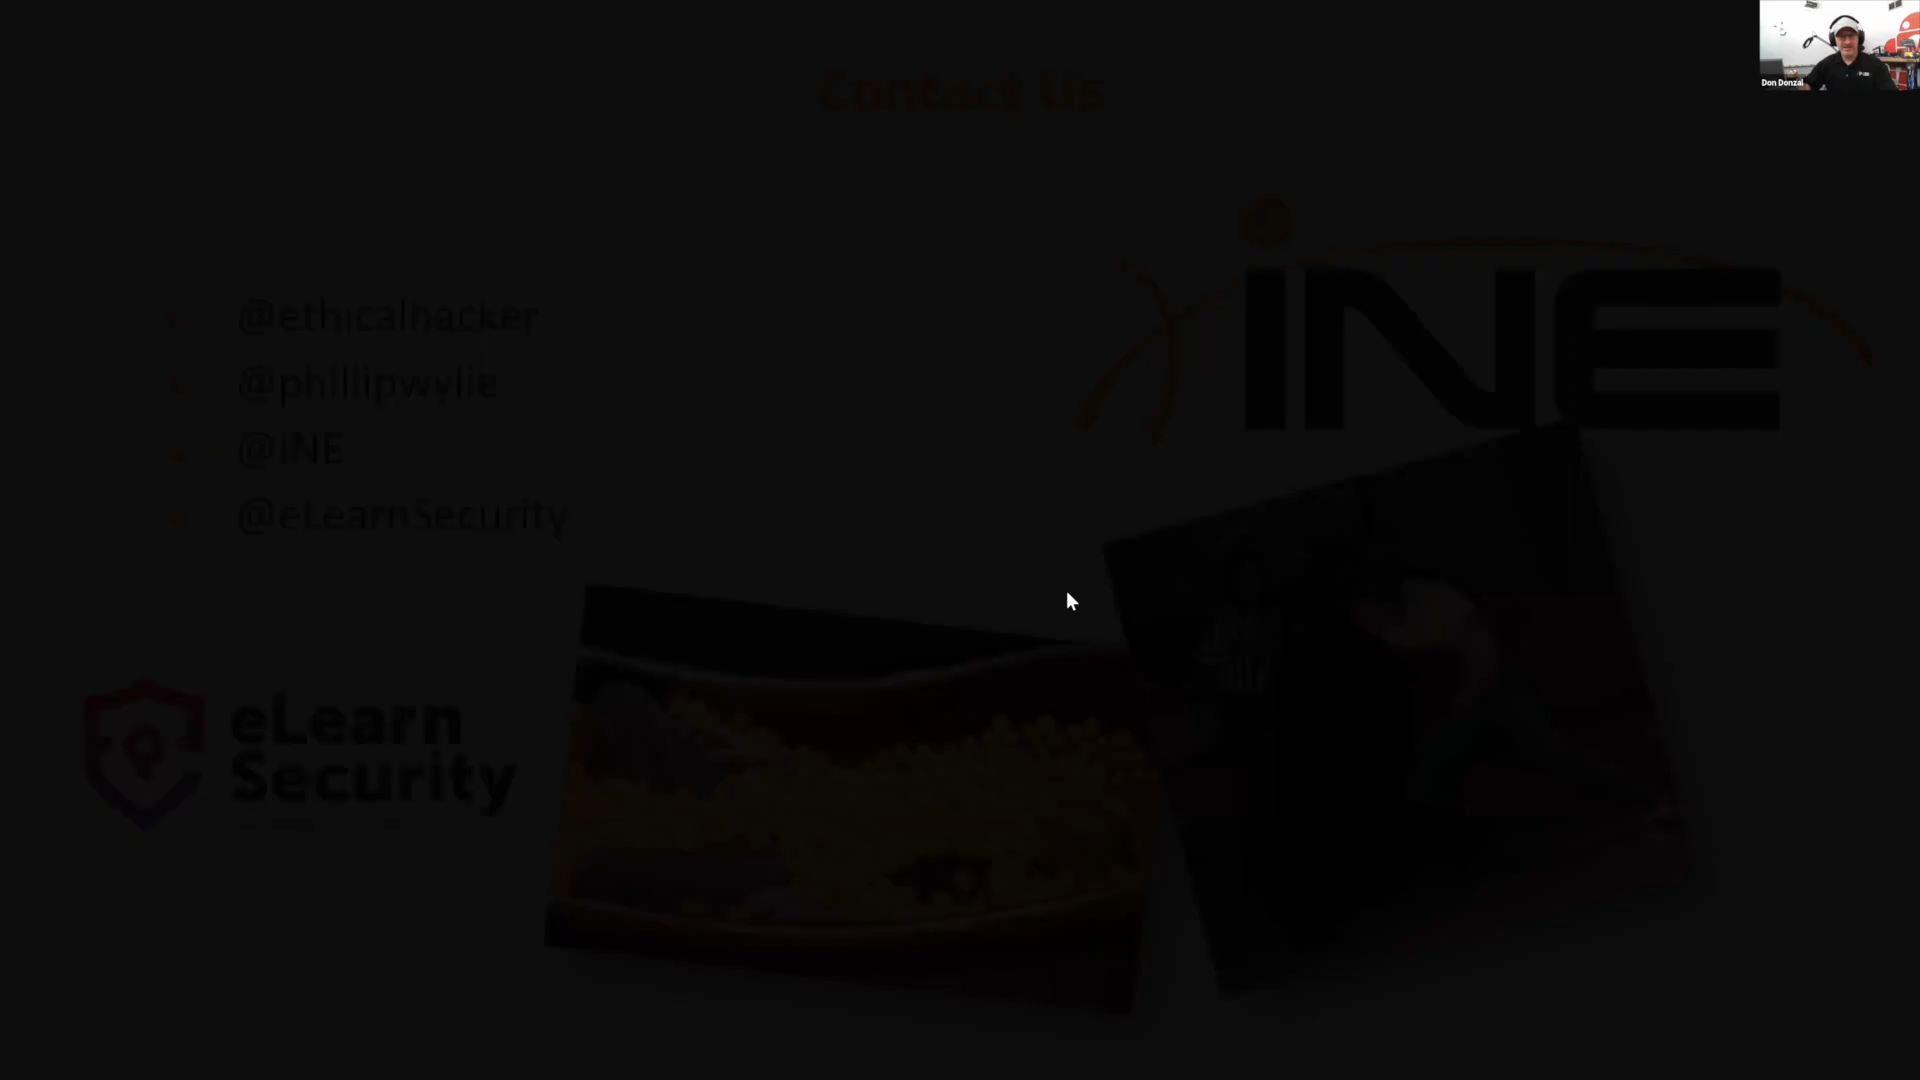 Don Donzal
Contact Us
@ethicalhacker
@phillipwylie
@INE
@eLearnSecurity
iNE
eLearn
Security